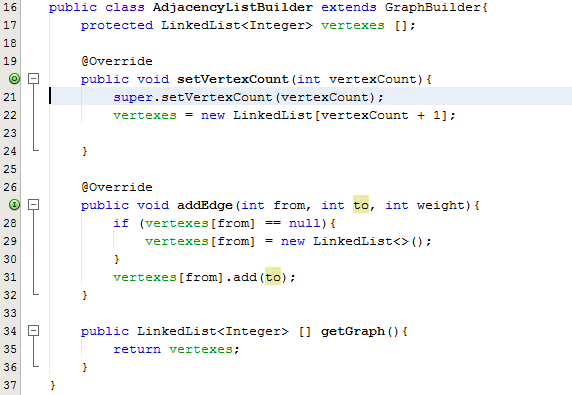 16 public class AdjacencyListBuilder extends GraphBuilder{
17     protected LinkedList<Integer> vertexes [];
18
19     @Override
    public void setVertexCount(int vertexCount){
21         super.setVertexCount(vertexCount);
22         vertexes = new LinkedList[vertexCount + 1];
23
24     }
25
26     @Override
    public void addEdge(int from, int to, int weight){
28         if (vertexes[from] == null){
29             vertexes[from] = new LinkedList<>();
30         }
31         vertexes[from].add(to);
32     }
33
34     public LinkedList<Integer> [] getGraph(){
35         return vertexes;
36     }
37 }